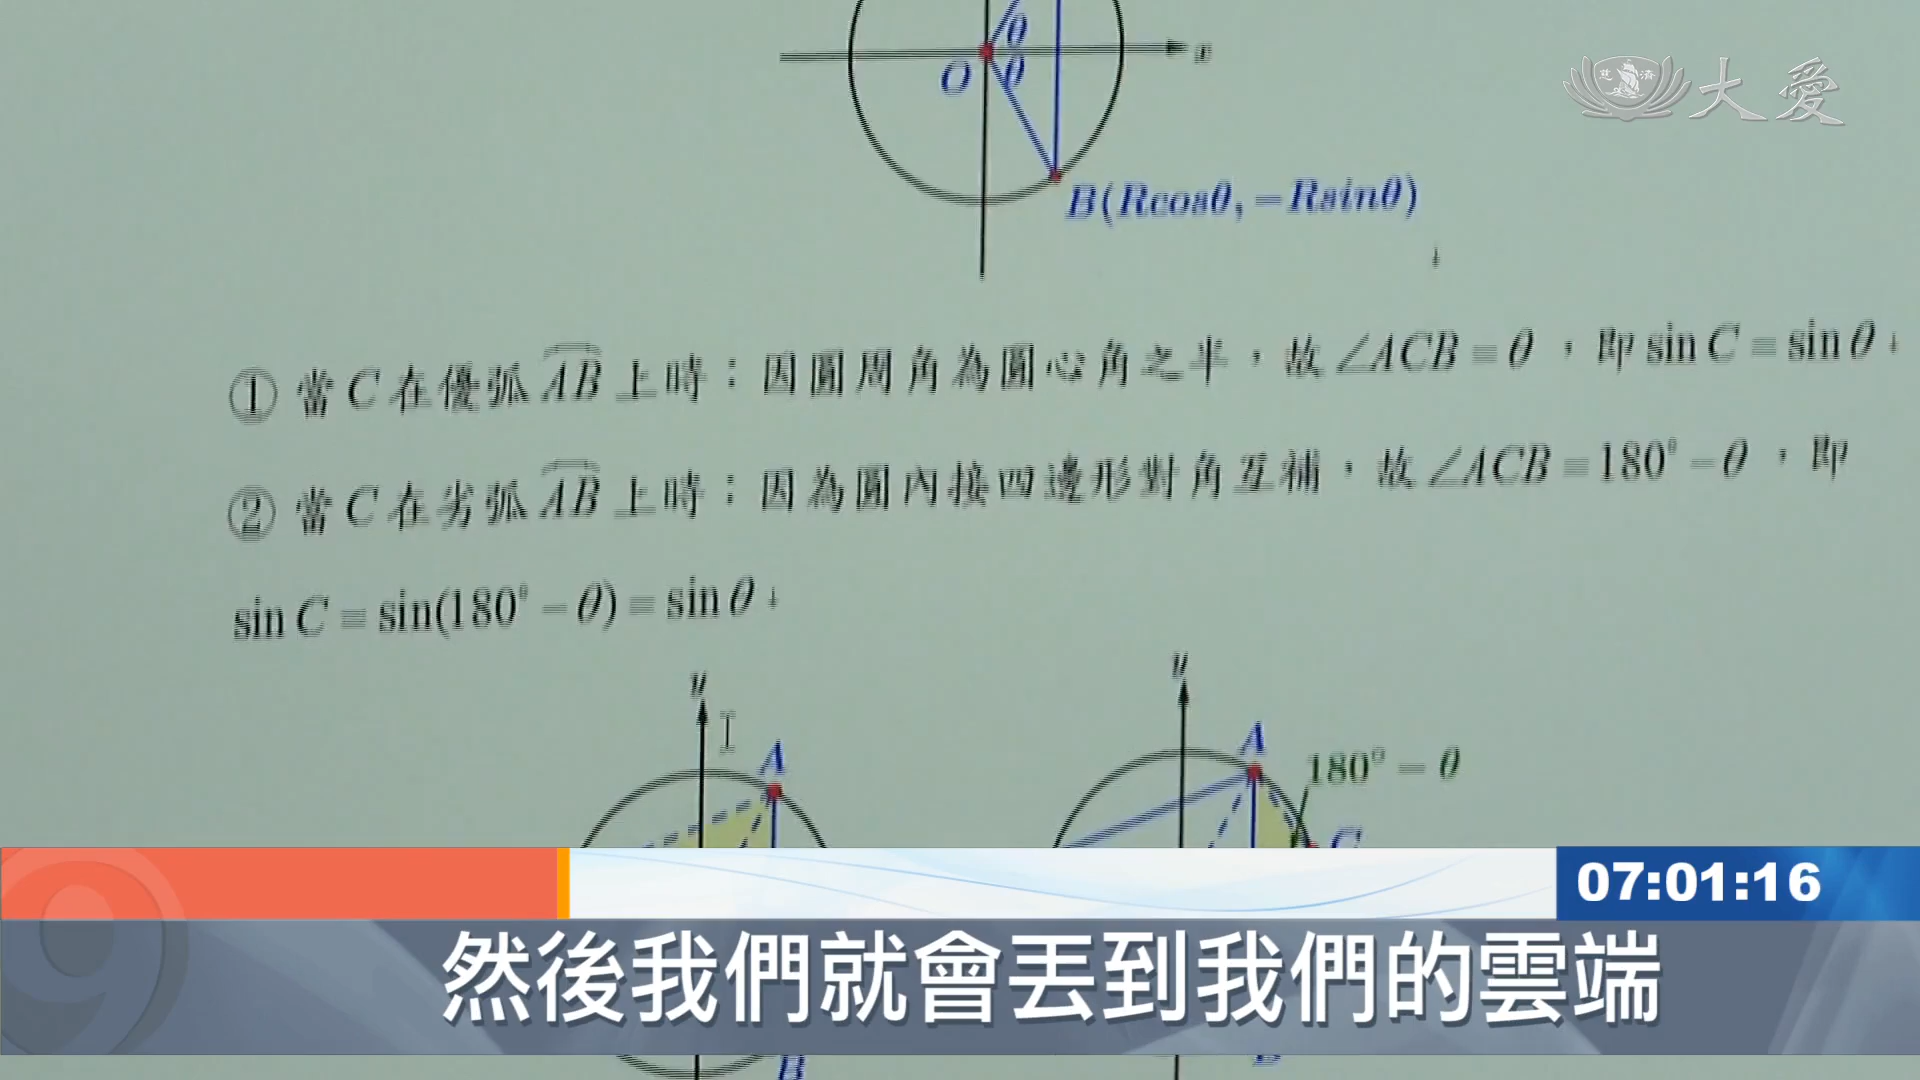 θ
x
慈濟 大愛
O
θ
B(Rcosθ, −Rsinθ)
① 當 C 在優弧 AB 上時：因圓周角為圓心角之半，故 ∠ACB = θ，即 sin C = sin θ
② 當 C 在劣弧 AB 上時：因為圓內接四邊形對角互補，故 ∠ACB = 180° − θ，即
sin C = sin(180° − θ) = sin θ
y
y
A
A
180° − θ
C
07:01:16
9
然後我們就會丟到我們的雲端
B
B